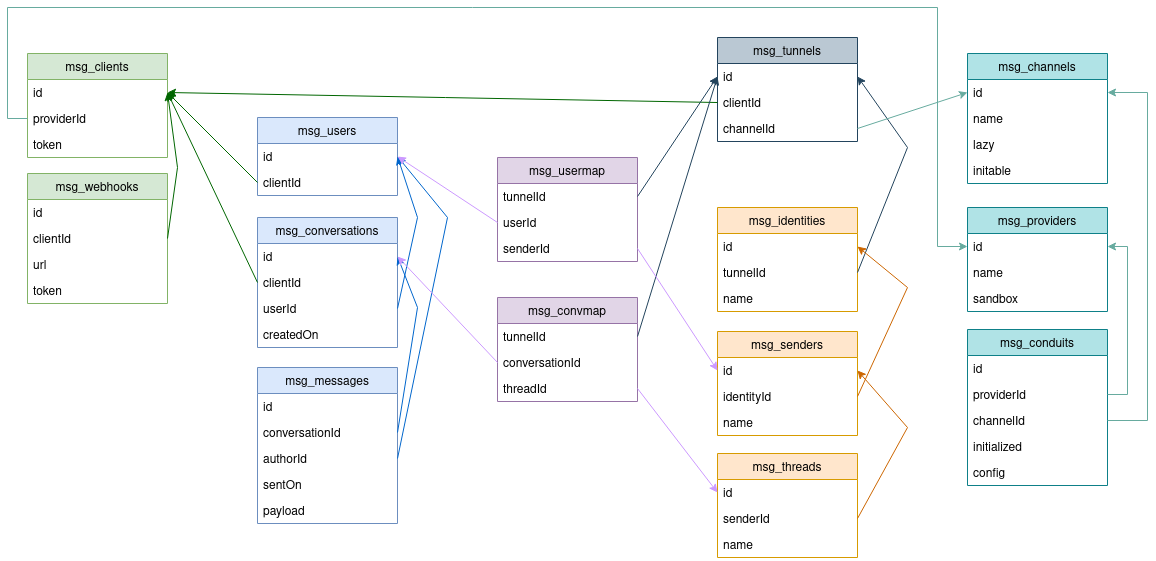 msg_clients
id
providerId
token
msg_webhooks
id
clientId
url
token
msg_users
id
clientId
msg_conversations
id
clientId
userId
createdOn
msg_messages
id
conversationId
authorId
sentOn
payload
msg_usermap
tunnelId
userId
senderId
msg_convmap
tunnelId
conversationId
threadId
msg_tunnels
id
clientId
channelId
msg_identities
id
tunnelId
name
msg_senders
id
identityId
name
msg_threads
id
senderId
name
msg_channels
id
name
lazy
initable
msg_providers
id
name
sandbox
msg_conduits
id
providerId
channelId
initialized
config